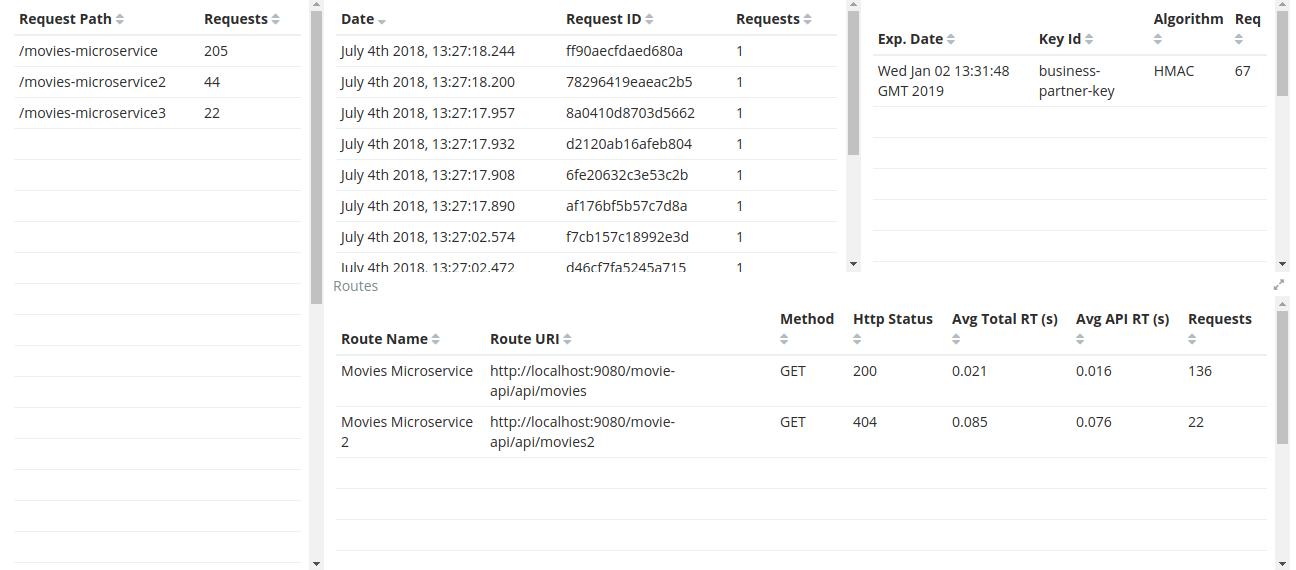 Request Path Requests
/movies-microservice 205
/movies-microservice2 44
/movies-microservice3 22
Date Request ID Requests
July 4th 2018, 13:27:18.244 ff90aecfdaed680a 1
July 4th 2018, 13:27:18.200 78296419eaeac2b5 1
July 4th 2018, 13:27:17.957 8a0410d8703d5662 1
July 4th 2018, 13:27:17.932 d2120ab16afeb804 1
July 4th 2018, 13:27:17.908 6fe20632c3e53c2b 1
July 4th 2018, 13:27:17.890 af176bf5b57c7d8a 1
July 4th 2018, 13:27:02.574 f7cb157c18992e3d 1
July 4th 2018, 13:27:02.472 d46cf7fa5245a715 1
Algorithm Req
Exp. Date Key Id
Wed Jan 02 13:31:48 business- HMAC 67
GMT 2019 partner-key
Routes
Method Http Status Avg Total RT (s) Avg API RT (s) Requests
Route Name Route URI
Movies Microservice http://localhost:9080/movie- GET 200 0.021 0.016 136
api/api/movies
Movies Microservice http://localhost:9080/movie- GET 404 0.085 0.076 22
2 api/api/movies2